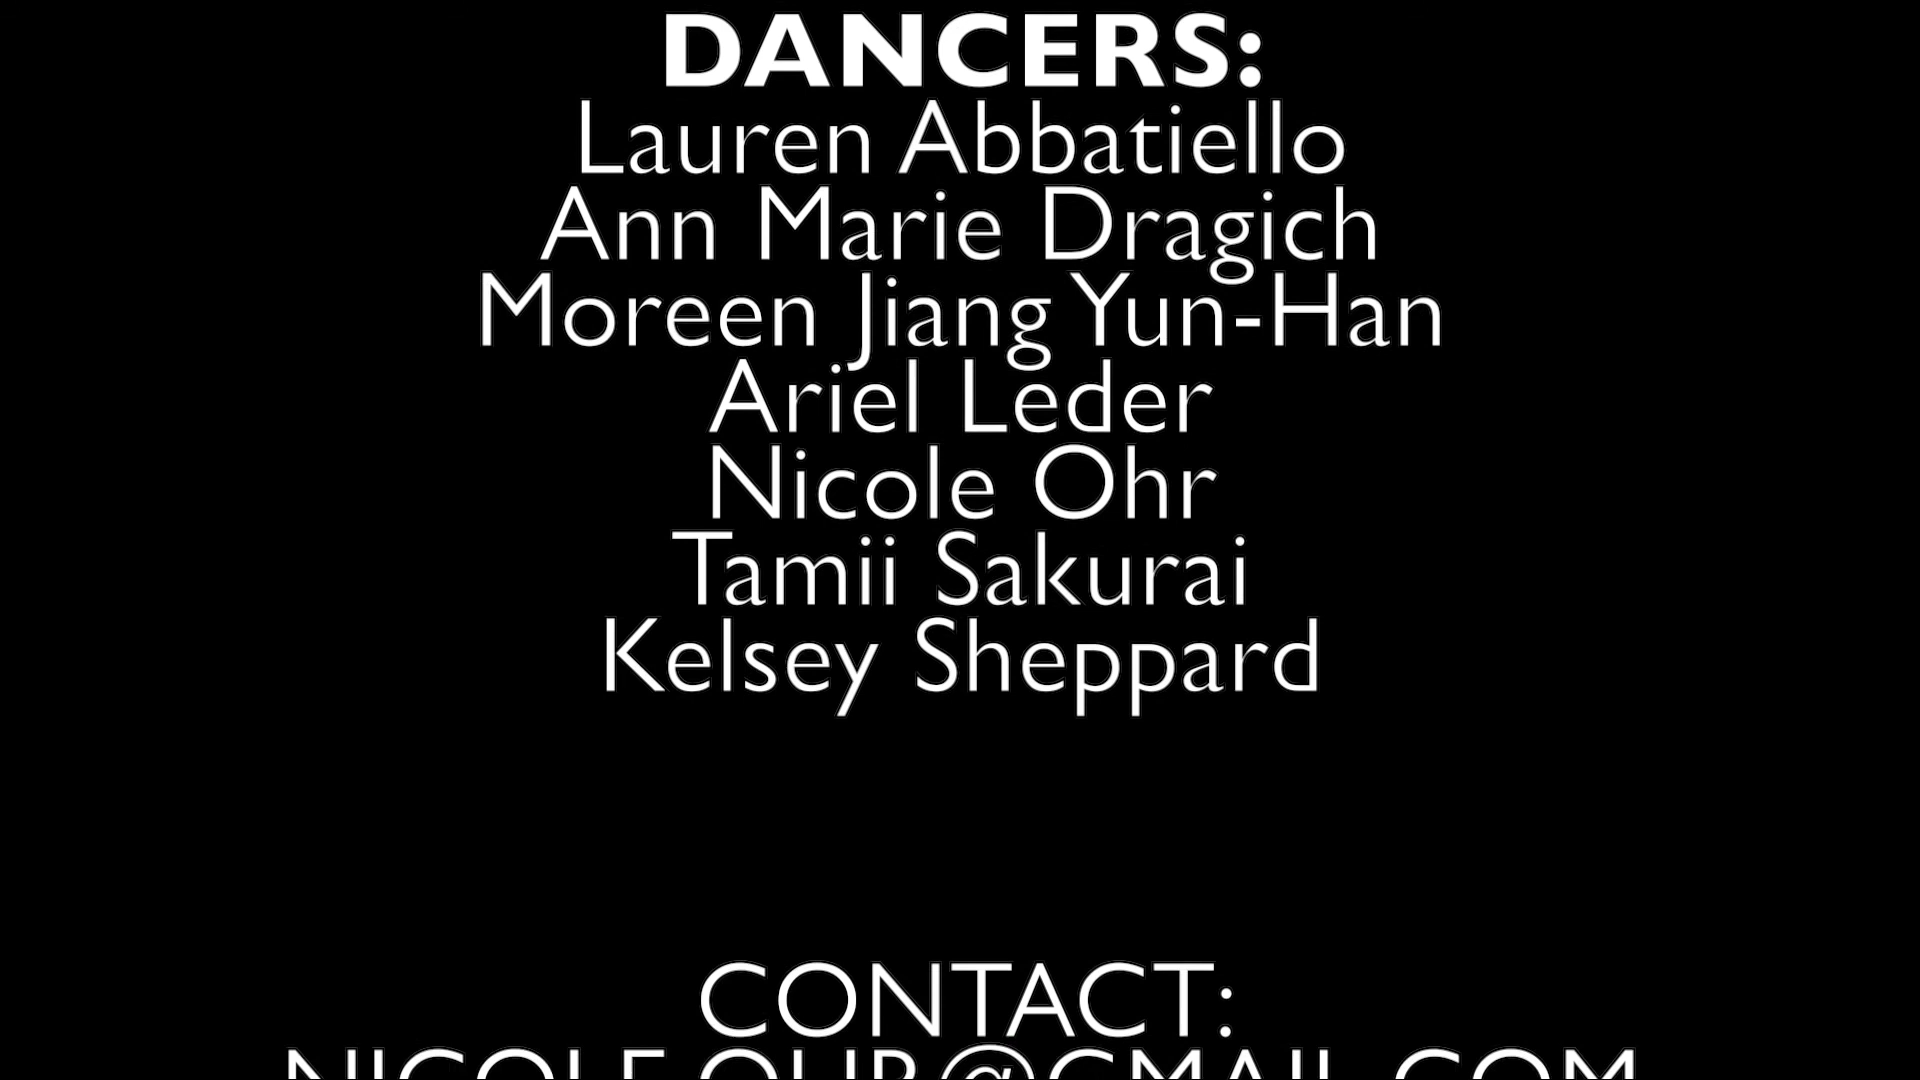 DANCERS:
Lauren Abbatiello
Ann Marie Dragich
Moreen Jiang Yun-Han
Ariel Leder
Nicole Ohr
Tamii Sakurai
Kelsey Sheppard
CONTACT: